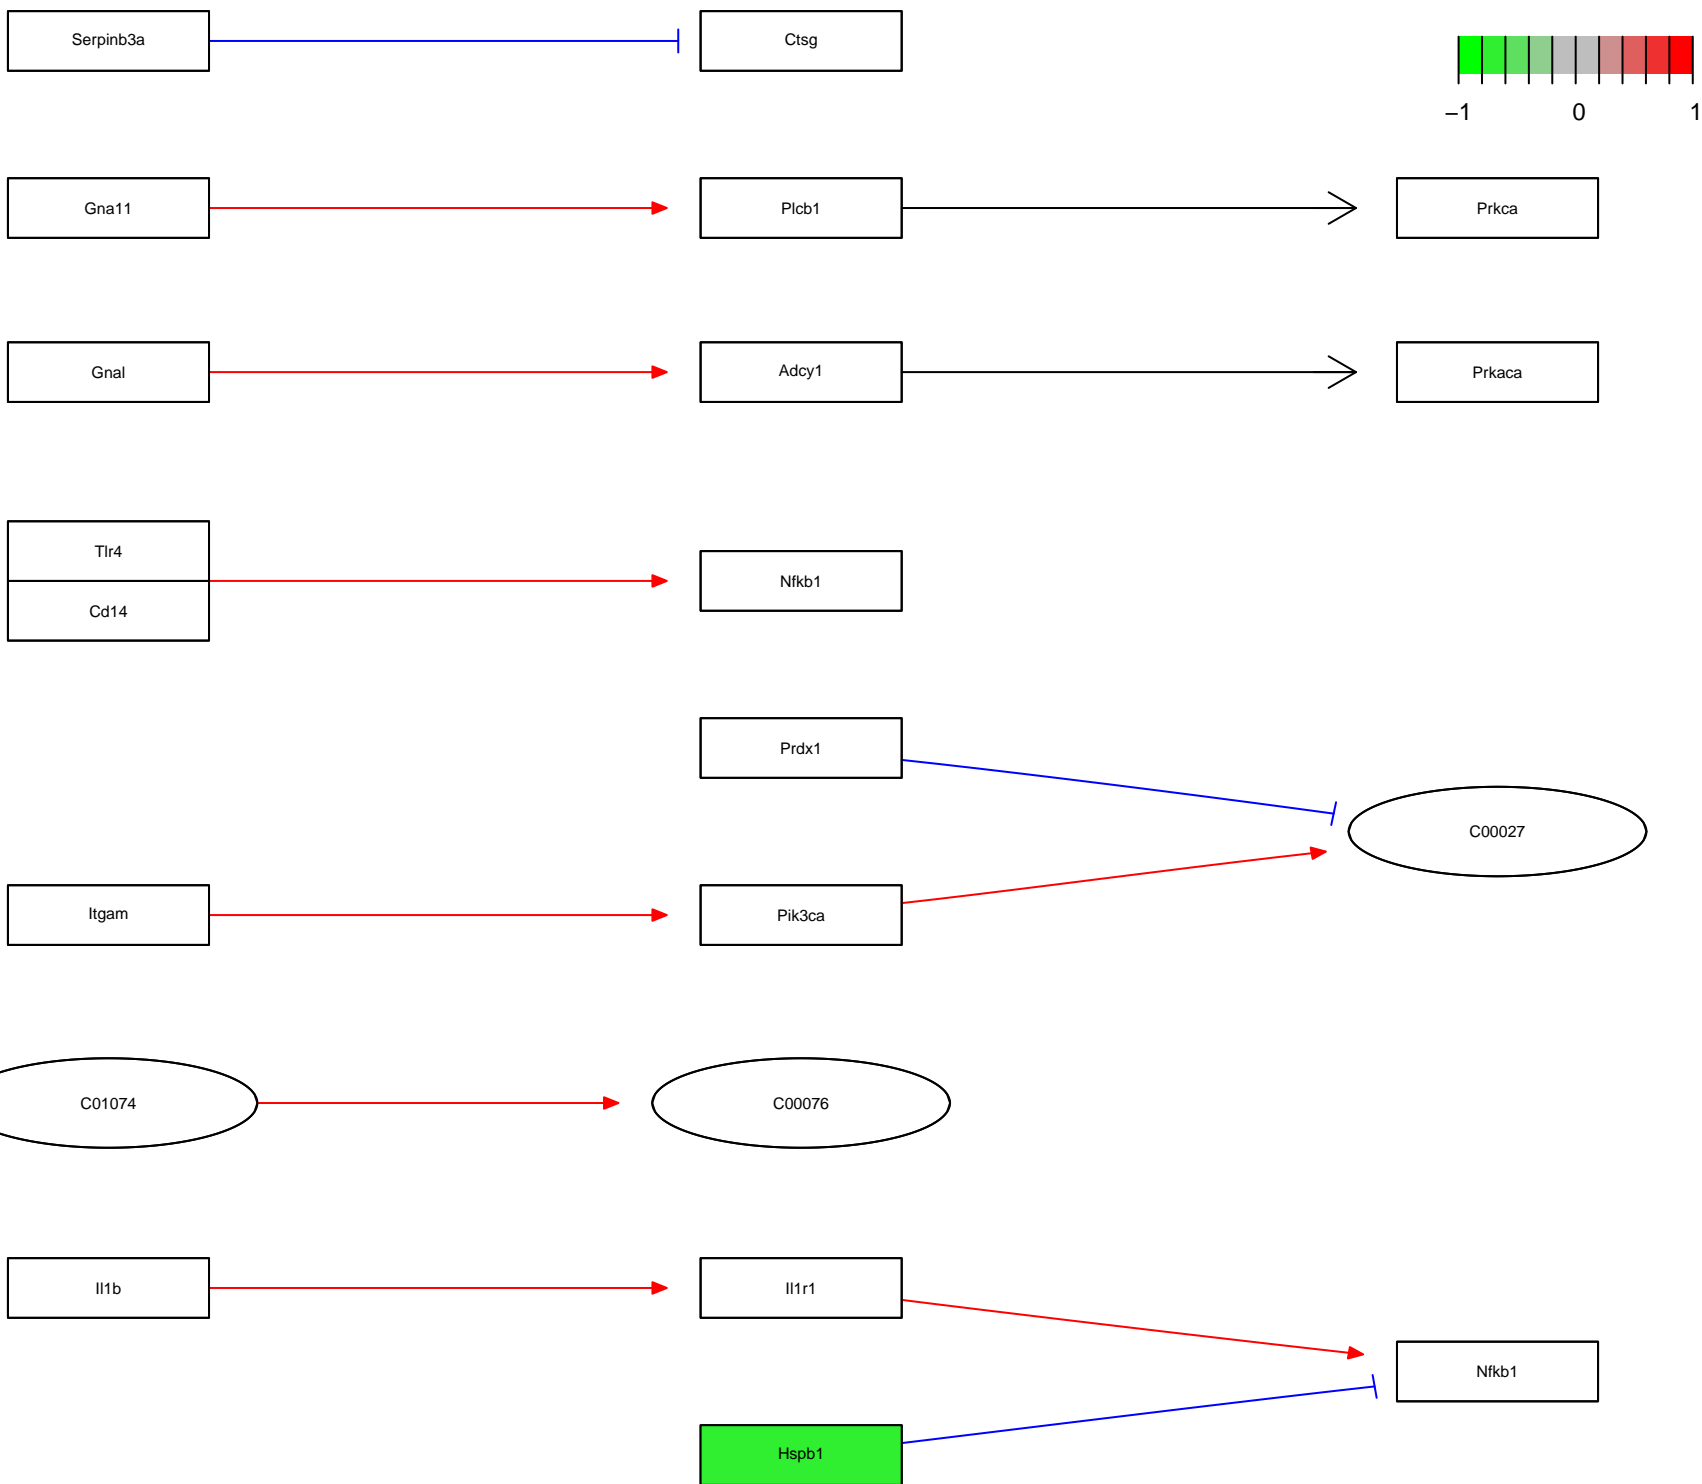 Serpinb3a
Ctsg
−1
0
1
Gna11
Plcb1
Prkca
Gnal
Adcy1
Prkaca
Tlr4
Nfkb1
Cd14
Prdx1
C00027
Itgam
Pik3ca
C01074
C00076
Il1b
Il1r1
Nfkb1
Hspb1